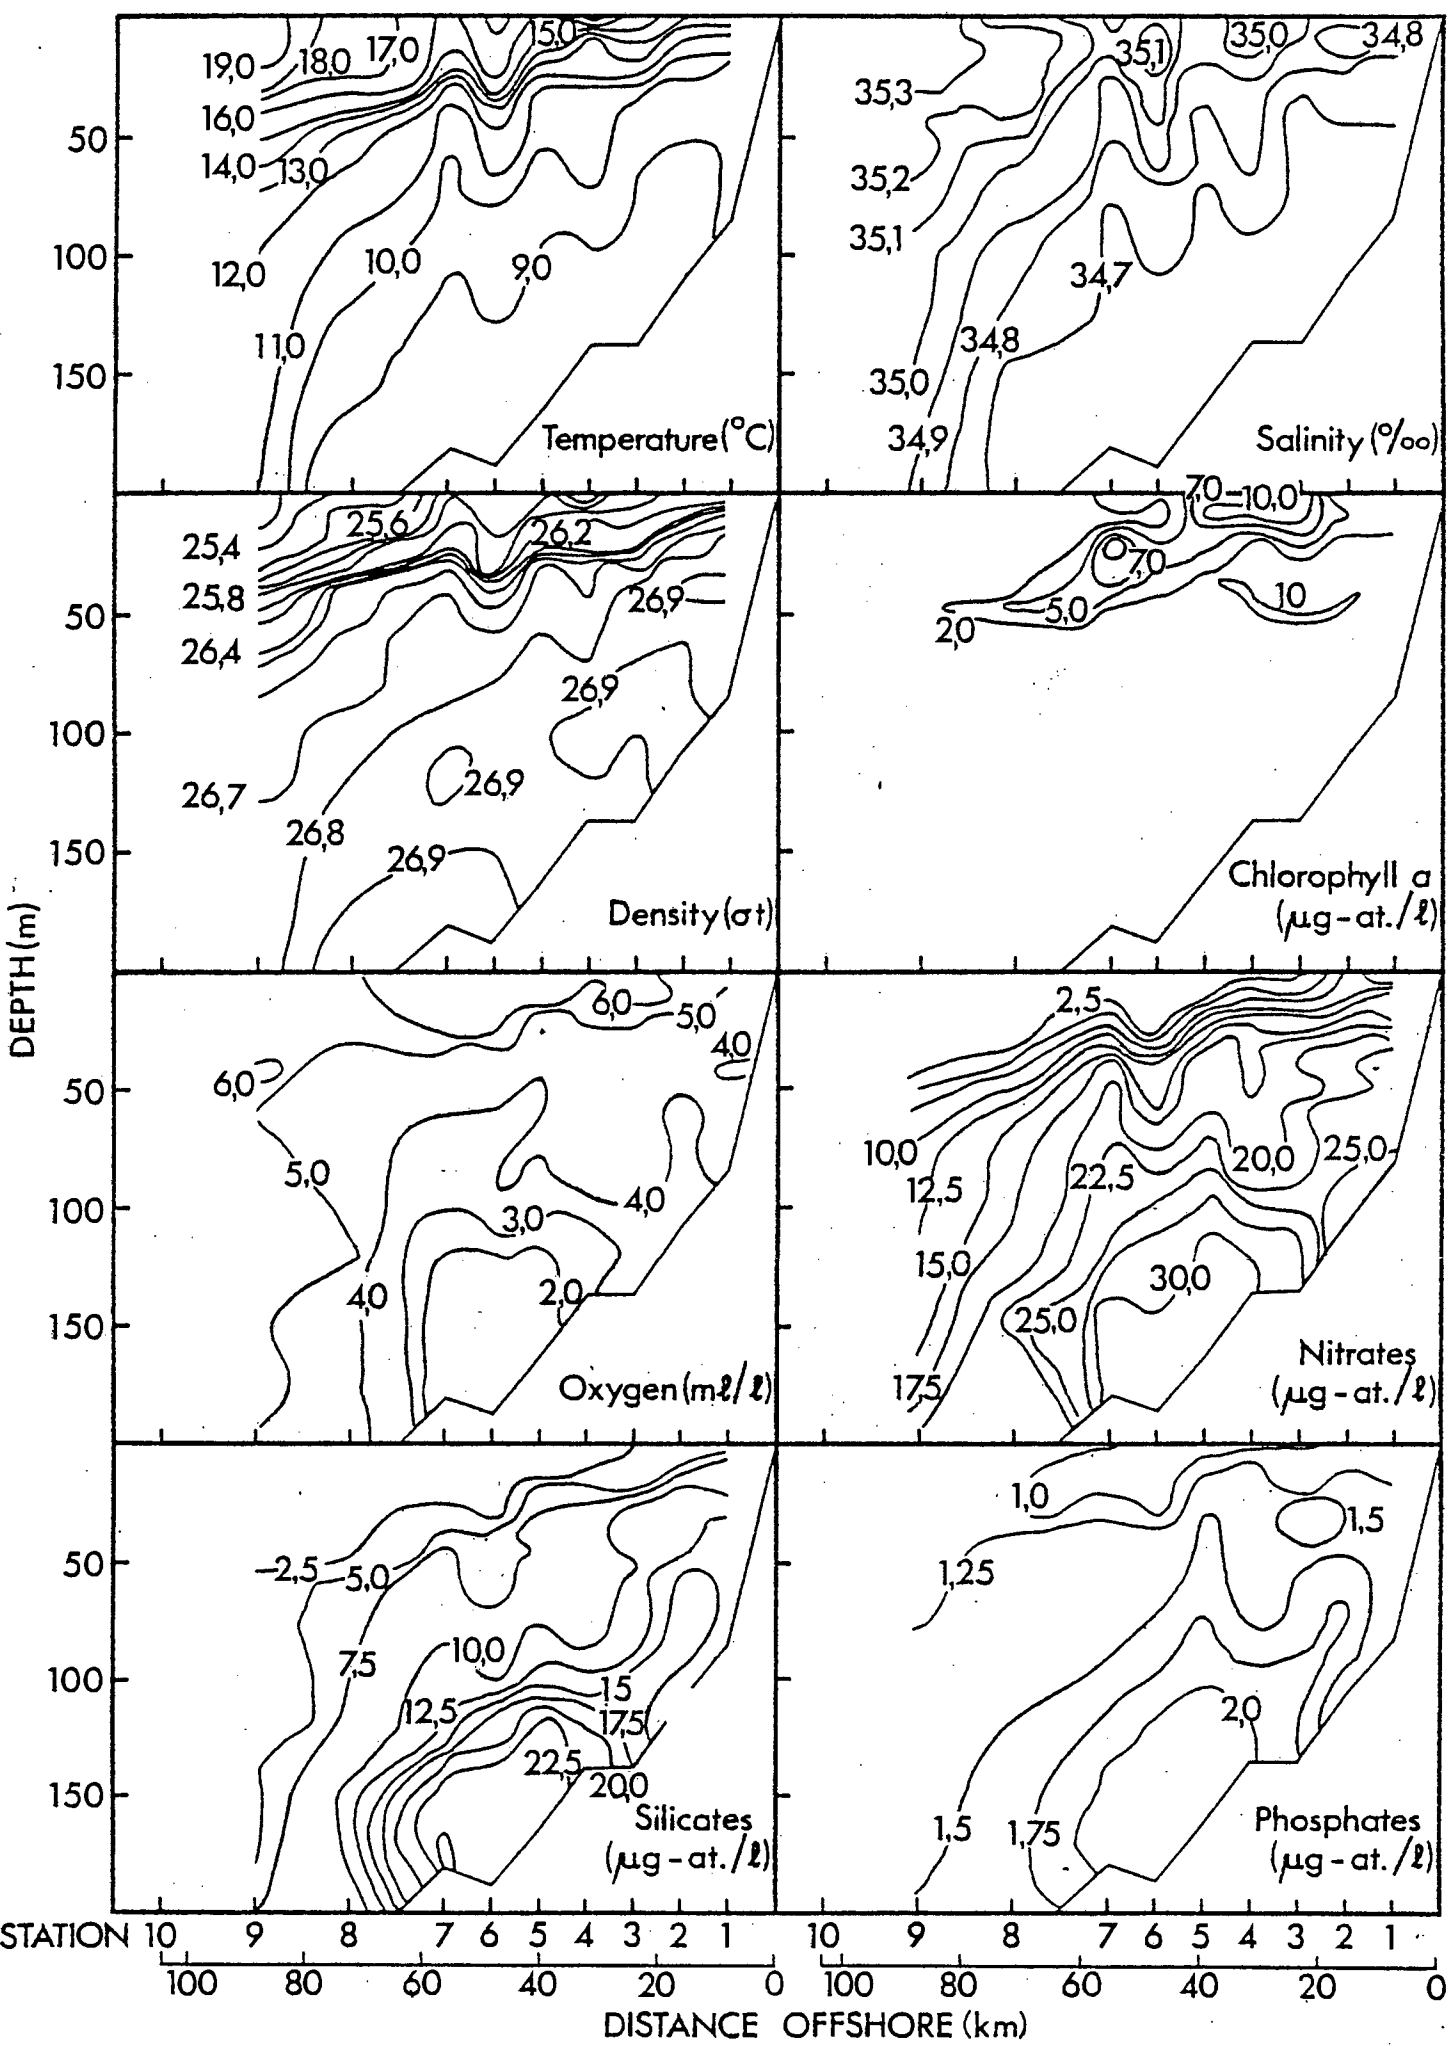 19,0 18,0 17,0 15,0
16,0
14,0 13,0
12,0 10,0 9,0
11,0
50
100
150
Temperature (°C)
35,1 35,0 34,8
35,3
35,2
35,1
34,7
34,8
35,0
34,9
Salinity (°/oo)
25,6 26,2
25,4
25,8
26,4
26,9
26,9
26,7
26,8
26,9
26,9
50
100
150
Density (σt)
7,0 10,0
7,0
5,0
2,0
10
Chlorophyll a
(μg-at./ℓ)
DEPTH (m)
6,0 5,0
4,0
6,0
5,0
4,0
3,0
4,0 2,0
50
100
150
Oxygen (mℓ/ℓ)
2,5
10,0
12,5 22,5 20,0 25,0
15,0 30,0
25,0
17,5
Nitrates
(μg-at./ℓ)
-2,5 5,0
7,5 10,0
12,5 15
17,5
22,5
20,0
50
100
150
Silicates
(μg-at./ℓ)
1,0 1,5
1,25
2,0
1,5 1,75
Phosphates
(μg-at./ℓ)
STATION 10 9 8 7 6 5 4 3 2 1 10 9 8 7 6 5 4 3 2 1
100 80 60 40 20 0 100 80 60 40 20 0
DISTANCE OFFSHORE (km)